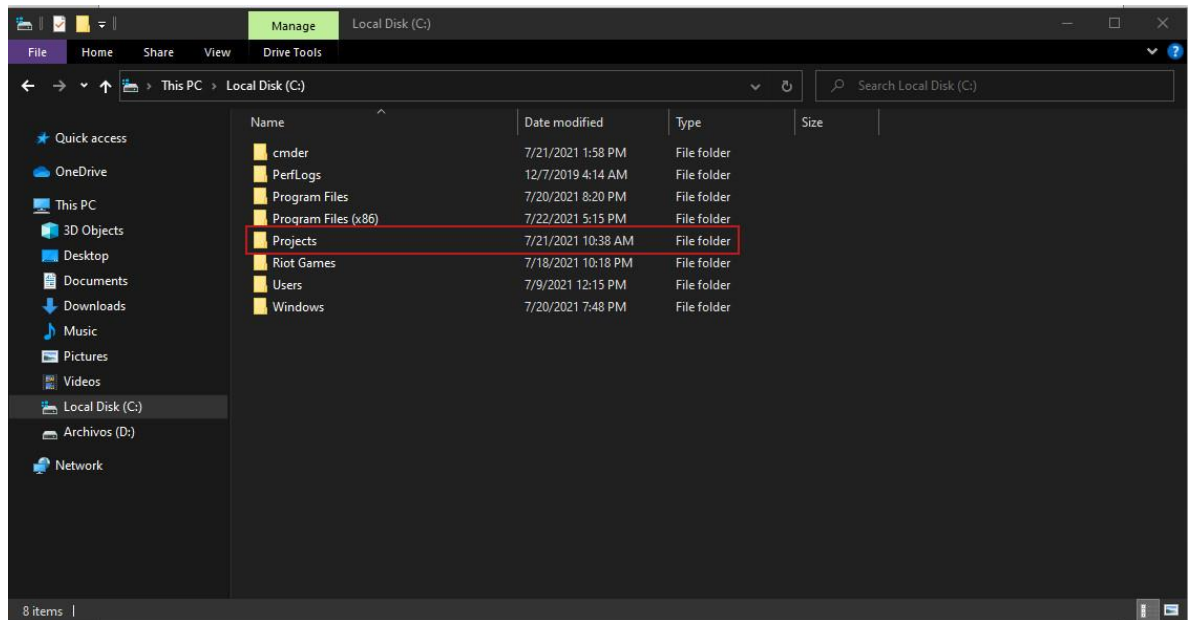 Manage Local Disk (C:)
File Home Share View Drive Tools
This PC Local Disk (C:) Search Local Disk (C:)
Name Date modified Type Size
Quick access
OneDrive
This PC
3D Objects
Desktop
Documents
Downloads
Music
Pictures
Videos
Local Disk (C:)
Archivos (D:)
Network
cmder 7/21/2021 1:58 PM File folder
PerfLogs 12/7/2019 4:14 AM File folder
Program Files 7/20/2021 8:20 PM File folder
Program Files (x86) 7/22/2021 5:15 PM File folder
Projects 7/21/2021 10:38 AM File folder
Riot Games 7/18/2021 10:18 PM File folder
Users 7/9/2021 12:15 PM File folder
Windows 7/20/2021 7:48 PM File folder
8 items